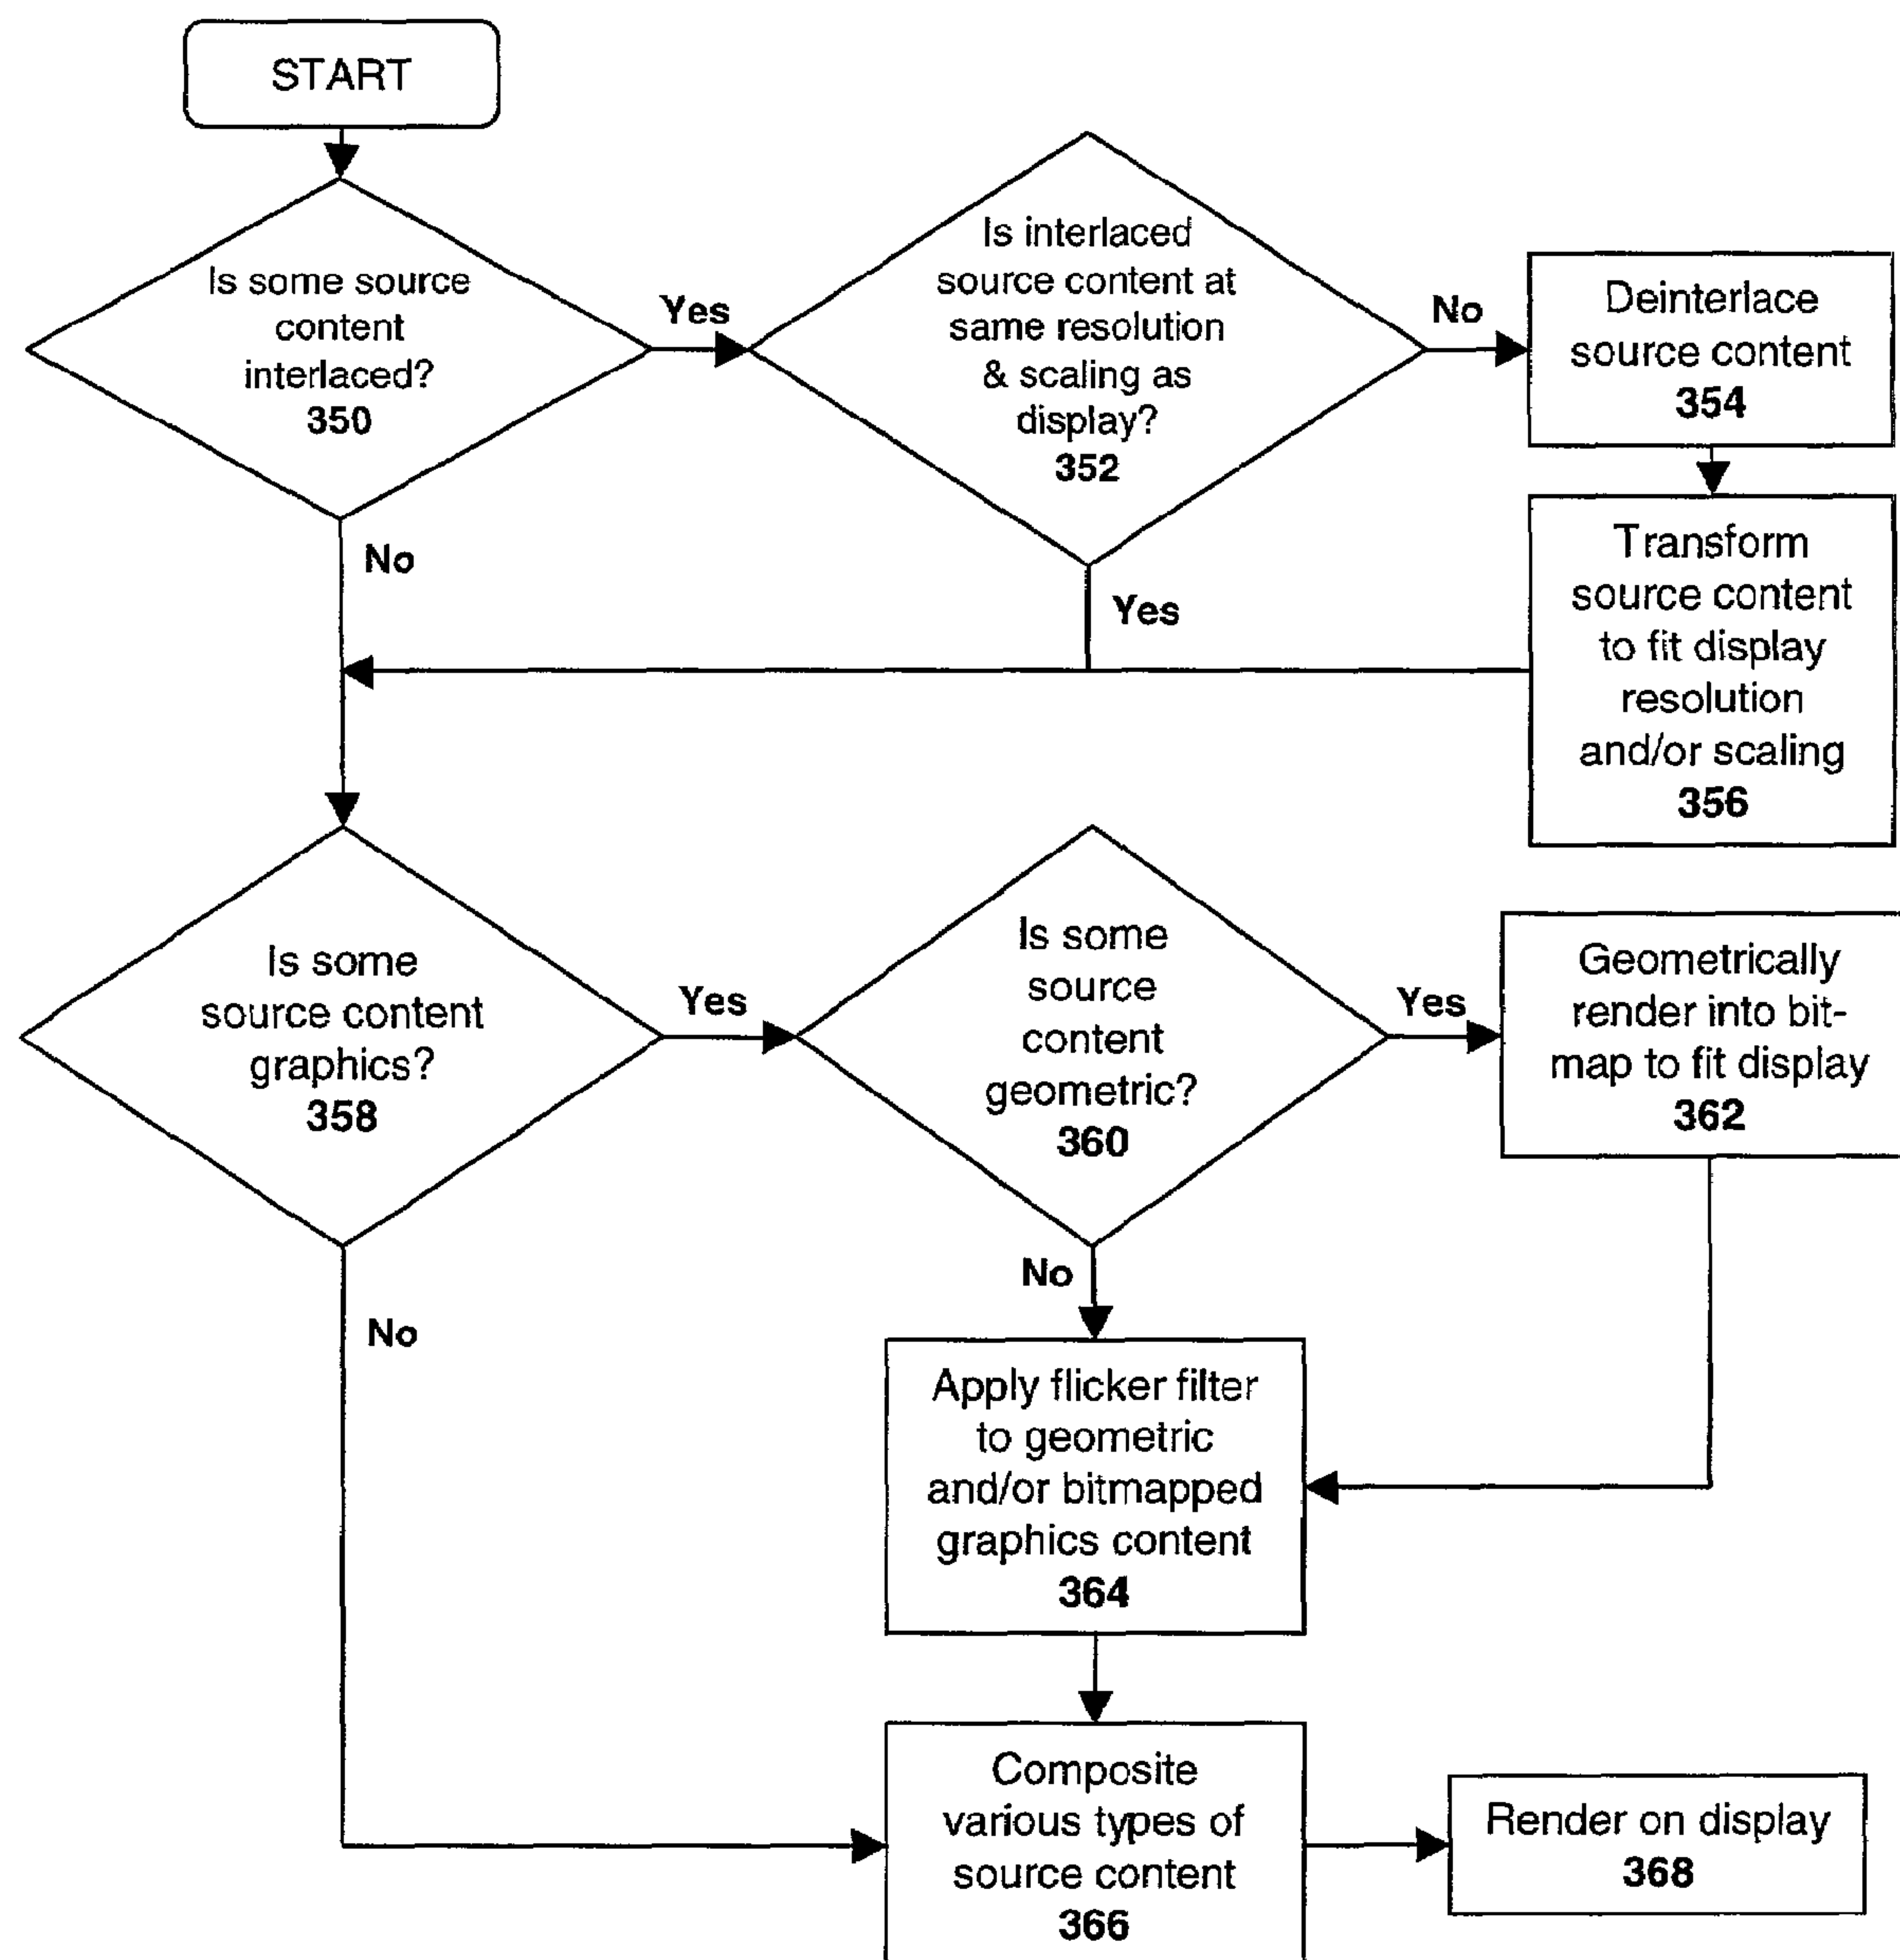 START
Is some source
content
interlaced?
350
Yes
Is interlaced
source content at
same resolution
& scaling as
display?
352
No
Deinterlace
source content
354
Transform
source content
to fit display
resolution
and/or scaling
356
No
Yes
Is some
source content
graphics?
358
Yes
Is some
source
content
geometric?
360
Yes
Geometrically
render into bit-
map to fit display
362
No
No
Apply flicker filter
to geometric
and/or bitmapped
graphics content
364
Composite
various types of
source content
366
Render on display
368